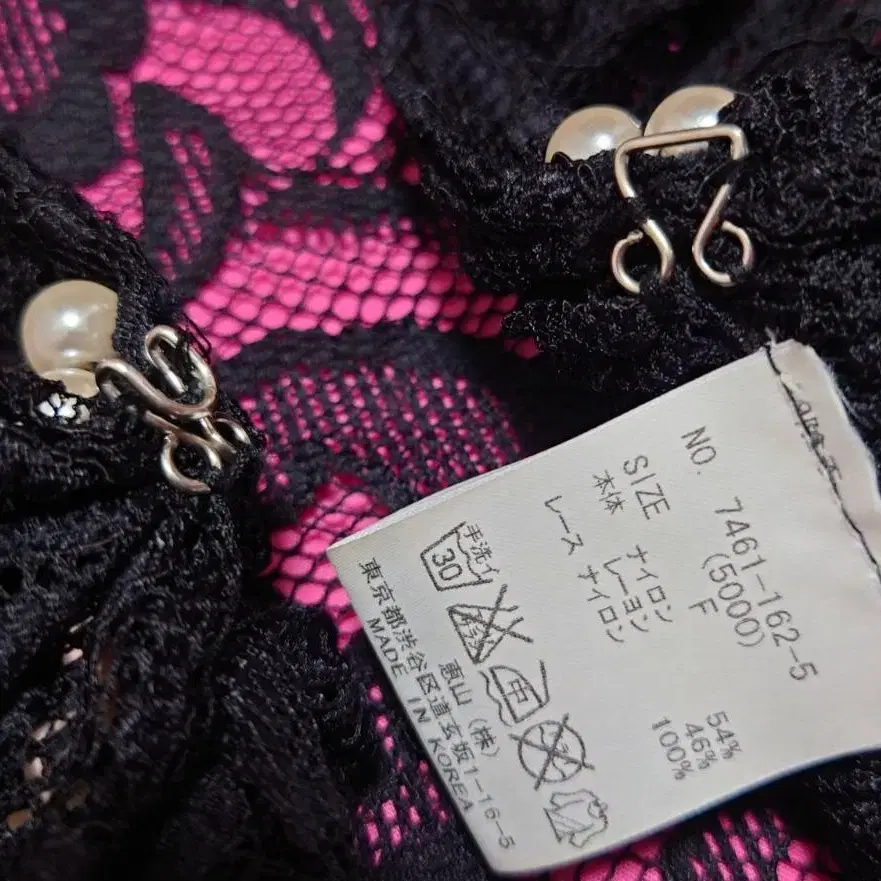 NO. 7461-162-5
(5000)
SIZE F
本体 ナイロン 54%
レーヨン 46%
レース ナイロン 100%
手洗イ
30
中
恵山(株)
東京都渋谷区道玄坂1-16-5
MADE IN KOREA